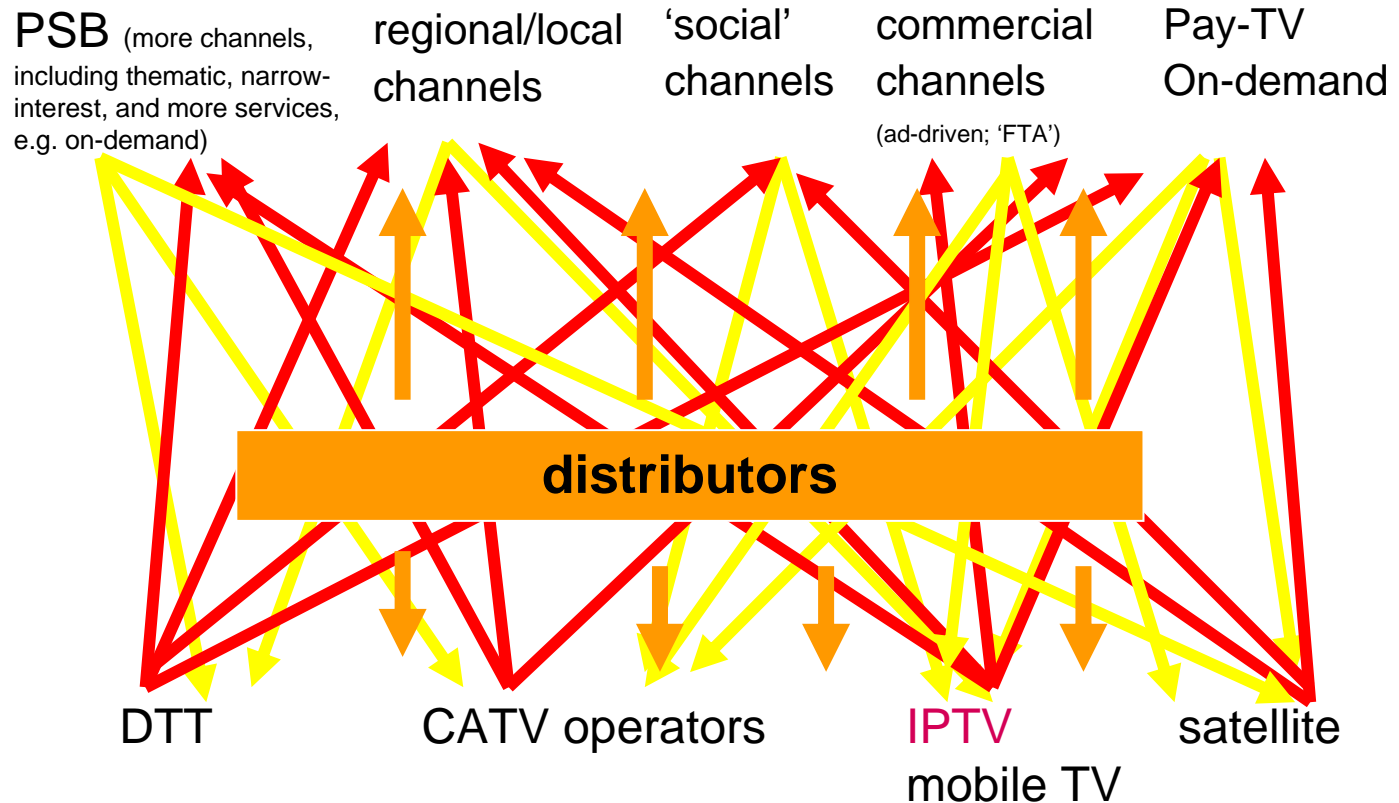 PSB (more channels,
including thematic, narrow-
interest, and more services,
e.g. on-demand)
regional/local
channels
‘social’
channels
commercial
channels
(ad-driven; ‘FTA’)
Pay-TV
On-demand
distributors
DTT
CATV operators
IPTV
mobile TV
satellite